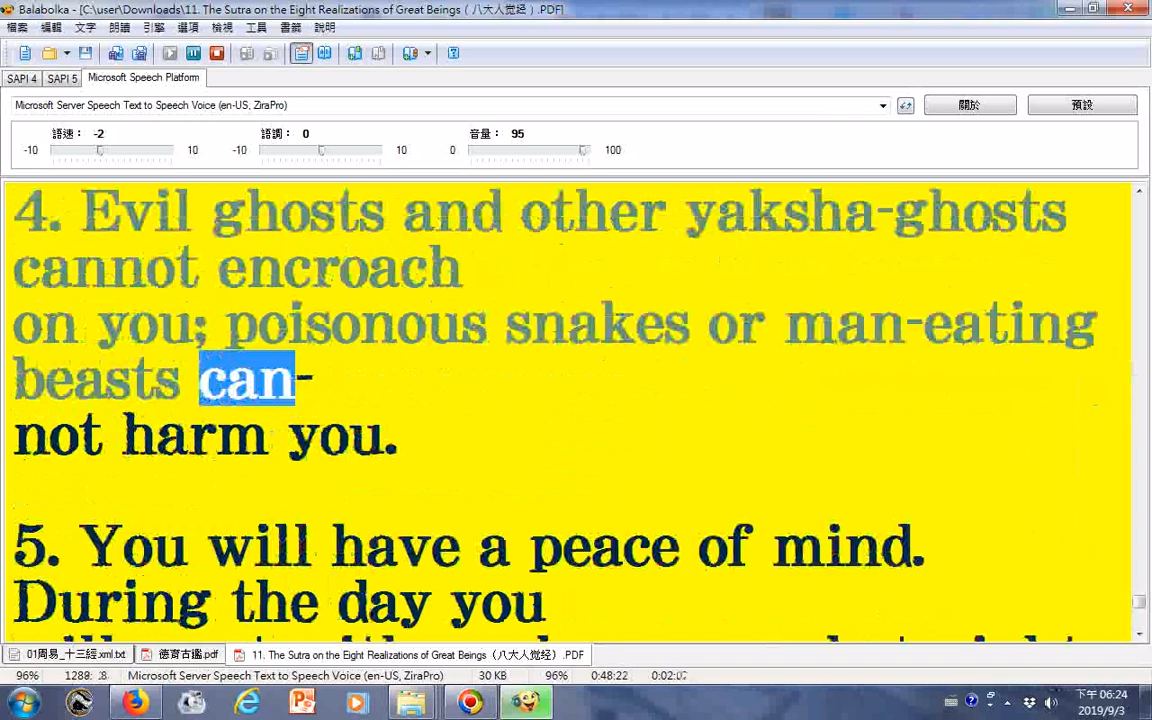 Balabolka - [C:\user\Downloads\11. The Sutra on the Eight Realizations of Great Beings（八大人觉经）.PDF]
檔案 編輯 文字 朗讀 引擎 選項 檢視 工具 書籤 說明
SAPI 4 SAPI 5 Microsoft Speech Platform
Microsoft Server Speech Text to Speech Voice (en-US, ZiraPro) 關於 預設
語速： -2 語調： 0 音量： 95
-10 10 -10 10 0 100
4. Evil ghosts and other yaksha-ghosts
cannot encroach
on you; poisonous snakes or man-eating
beasts can-
not harm you.
5. You will have a peace of mind.
During the day you
01周易_十三經.xml.txt 德育古鑑.pdf 11. The Sutra on the Eight Realizations of Great Beings（八大人觉经）.PDF
96% Microsoft Server Speech Text to Speech Voice (en-US, ZiraPro) 30 KB 96% 0:48:22
下午 06:24
2019/9/3